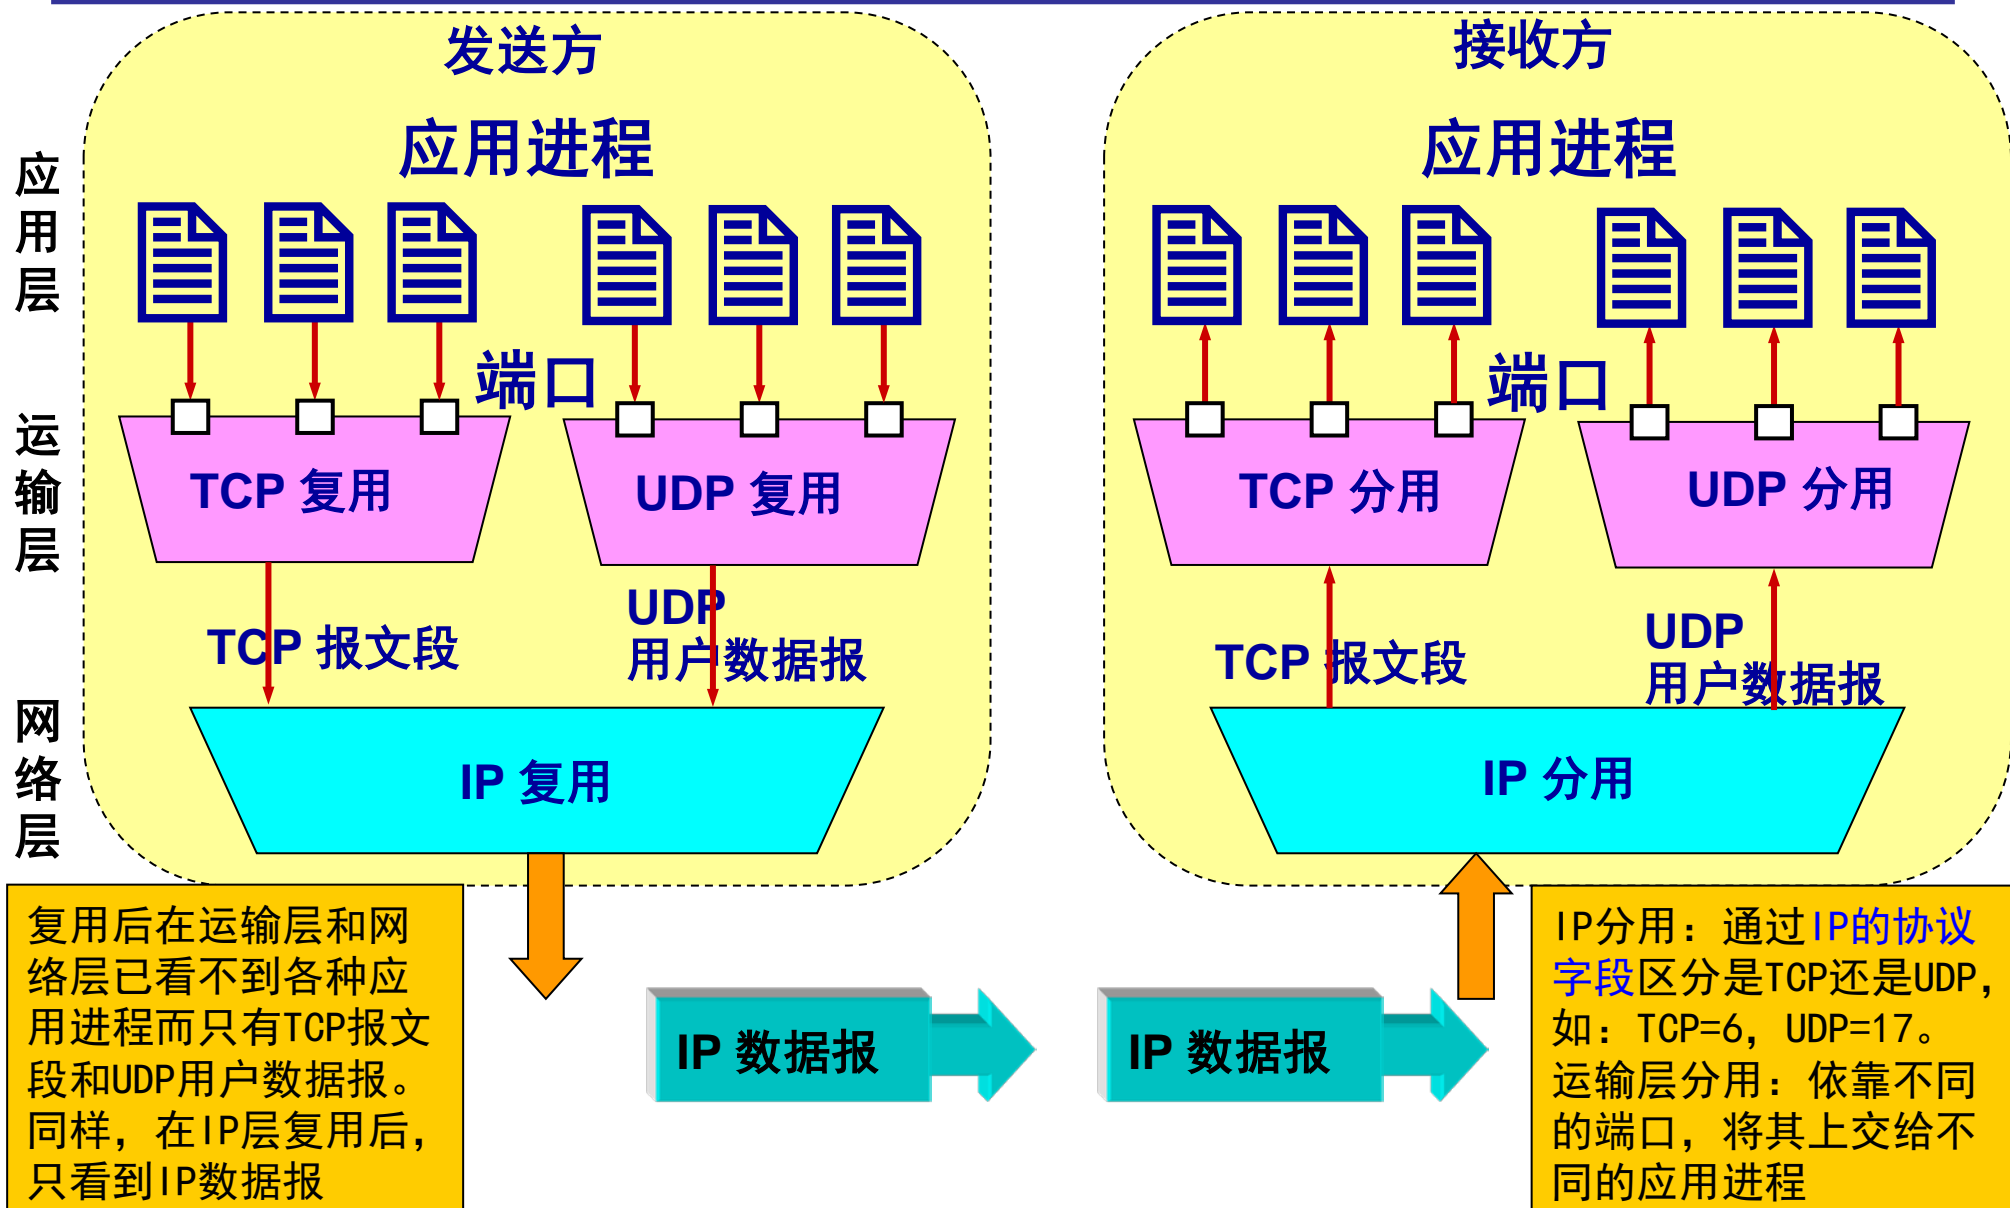 发送方
应用进程
端口
TCP 复用
UDP 复用
TCP 报文段
UDP
用户数据报
IP 复用
接收方
应用进程
端口
TCP 分用
UDP 分用
TCP 报文段
UDP
用户数据报
IP 分用
应用层
运输层
网络层
复用后在运输层和网
络层已看不到各种应
用进程而只有TCP报文
段和UDP用户数据报。
同样，在IP层复用后，
只看到IP数据报
IP 数据报
IP 数据报
IP分用：通过IP的协议
字段区分是TCP还是UDP，
如：TCP=6，UDP=17。
运输层分用：依靠不同
的端口，将其上交给不
同的应用进程